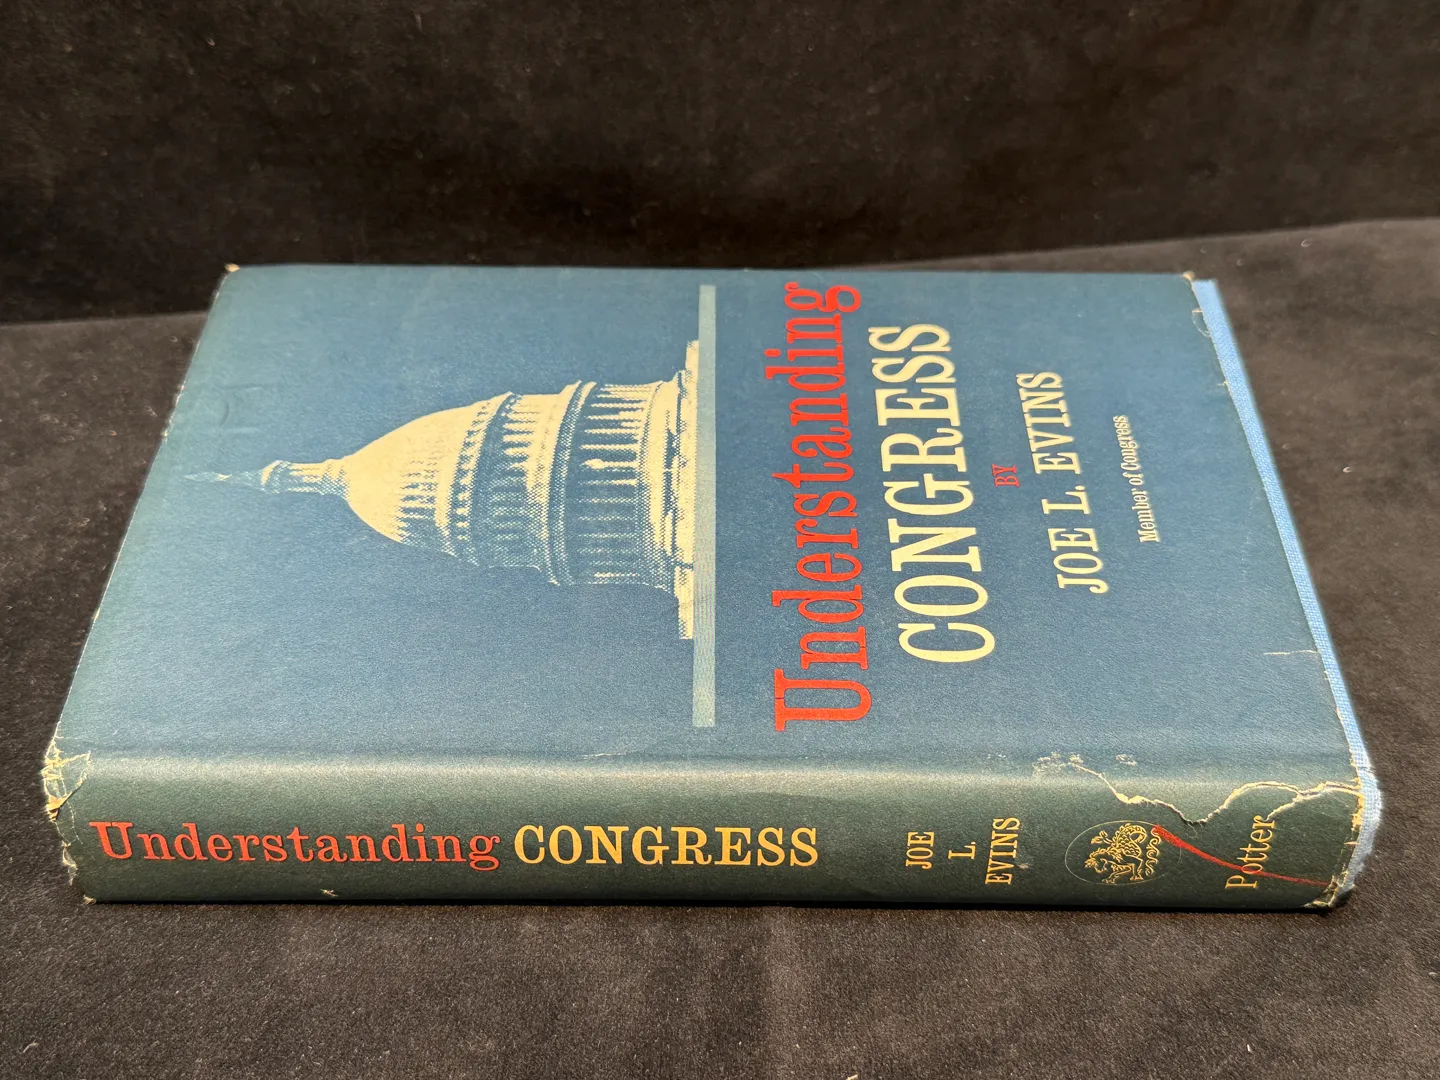 Understanding
CONGRESS
BY
JOE L. EVINS
Member of Congress
Understanding CONGRESS
JOE
L.
EVINS
Potter